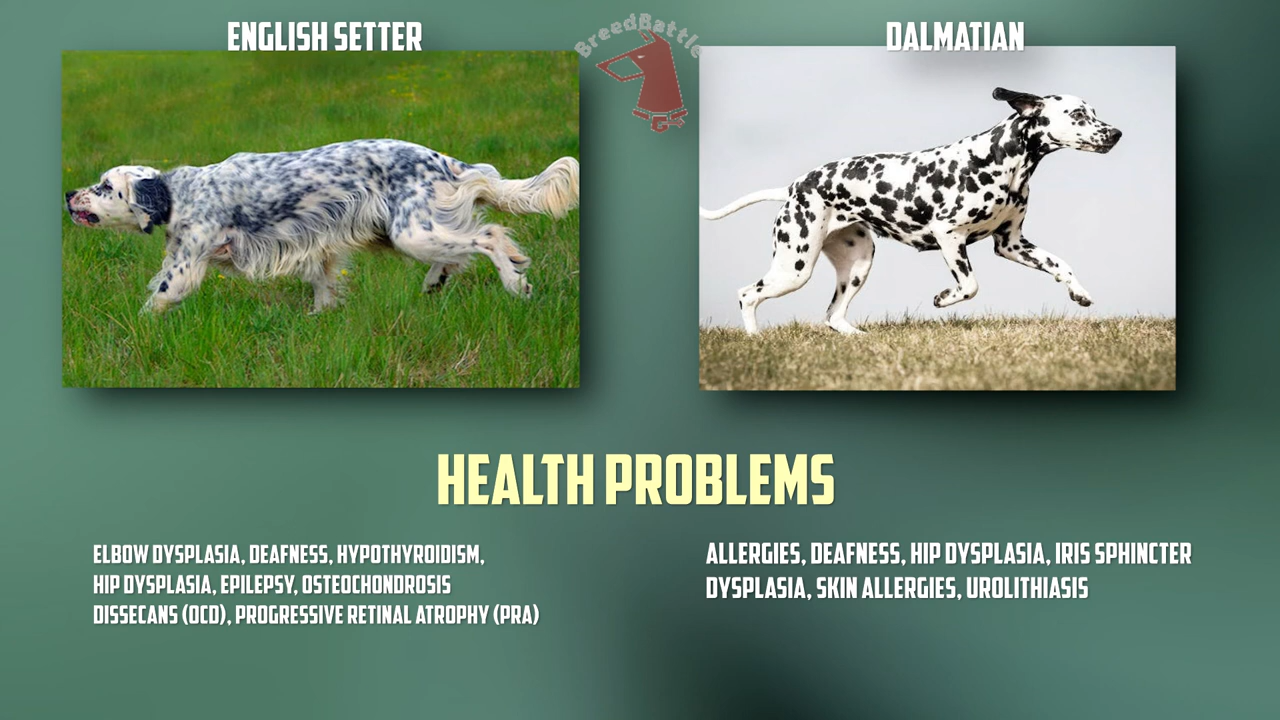 ENGLISH SETTER
BreedBattle
DALMATIAN
HEALTH PROBLEMS
ELBOW DYSPLASIA, DEAFNESS, HYPOTHYROIDISM,
HIP DYSPLASIA, EPILEPSY, OSTEOCHONDROSIS
DISSECANS (OCD), PROGRESSIVE RETINAL ATROPHY (PRA)
ALLERGIES, DEAFNESS, HIP DYSPLASIA, IRIS SPHINCTER
DYSPLASIA, SKIN ALLERGIES, UROLITHIASIS